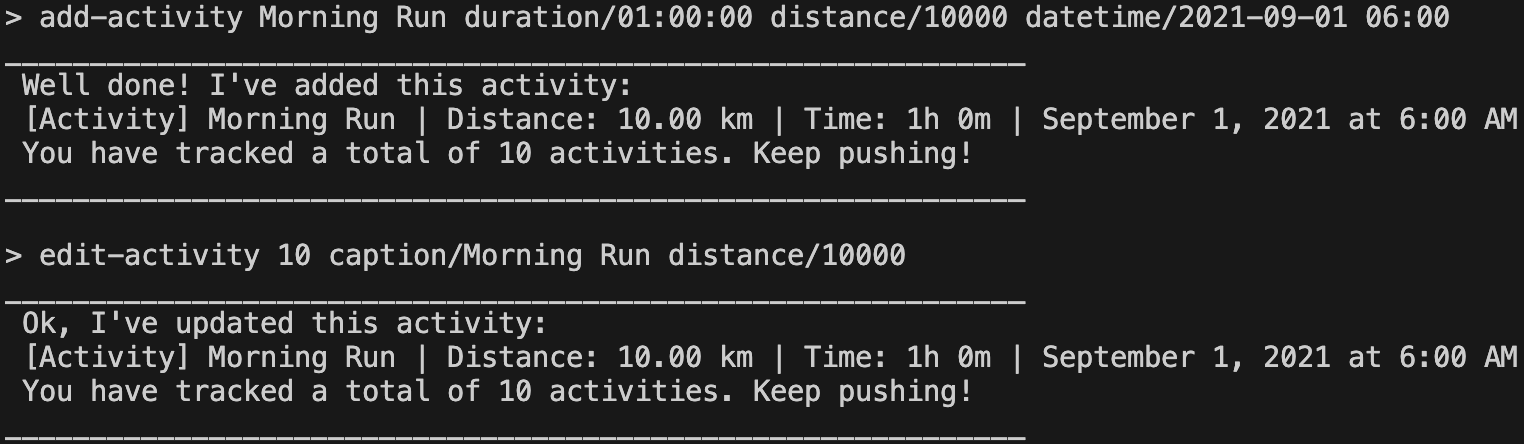 > add-activity Morning Run duration/01:00:00 distance/10000 datetime/2021-09-01 06:00
____________________________________________________________
Well done! I've added this activity:
[Activity] Morning Run | Distance: 10.00 km | Time: 1h 0m | September 1, 2021 at 6:00 AM
You have tracked a total of 10 activities. Keep pushing!
____________________________________________________________
> edit-activity 10 caption/Morning Run distance/10000
____________________________________________________________
Ok, I've updated this activity:
[Activity] Morning Run | Distance: 10.00 km | Time: 1h 0m | September 1, 2021 at 6:00 AM
You have tracked a total of 10 activities. Keep pushing!
____________________________________________________________